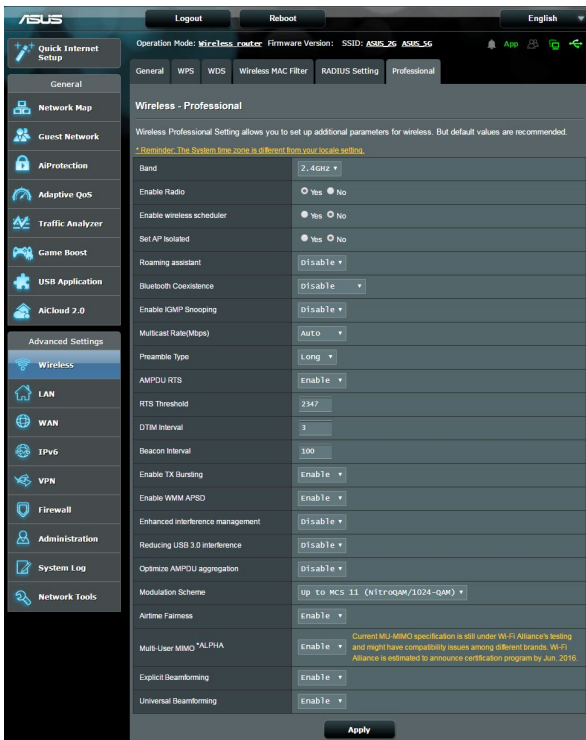 ASUS
Logout
Reboot
English
Quick Internet
Setup
General
Network Map
Guest Network
AiProtection
Adaptive QoS
Traffic Analyzer
Game Boost
USB Application
AiCloud 2.0
Advanced Settings
Wireless
LAN
WAN
IPv6
VPN
Firewall
Administration
System Log
Network Tools
Operation Mode: Wireless router Firmware Version: SSID: ASUS_2G ASUS_5G
App
General WPS WDS Wireless MAC Filter RADIUS Setting Professional
Wireless - Professional
Wireless Professional Setting allows you to set up additional parameters for wireless. But default values are recommended.
* Reminder: The System time zone is different from your locale setting.
Band 2.4GHz
Enable Radio Yes No
Enable wireless scheduler Yes No
Set AP Isolated Yes No
Roaming assistant Disable
Bluetooth Coexistence Disable
Enable IGMP Snooping Disable
Multicast Rate(Mbps) Auto
Preamble Type Long
AMPDU RTS Enable
RTS Threshold 2347
DTIM Interval 3
Beacon Interval 100
Enable TX Bursting Enable
Enable WMM APSD Enable
Enhanced interference management Disable
Reducing USB 3.0 interference Disable
Optimize AMPDU aggregation Disable
Modulation Scheme Up to MCS 11 (NitroQAM/1024-QAM)
Airtime Fairness Enable
Multi-User MIMO *ALPHA Enable
Current MU-MIMO specification is still under Wi-Fi Alliance's testing
and might have compatibility issues among different brands. Wi-Fi
Alliance is estimated to announce certification program by Jun. 2016.
Explicit Beamforming Enable
Universal Beamforming Enable
Apply